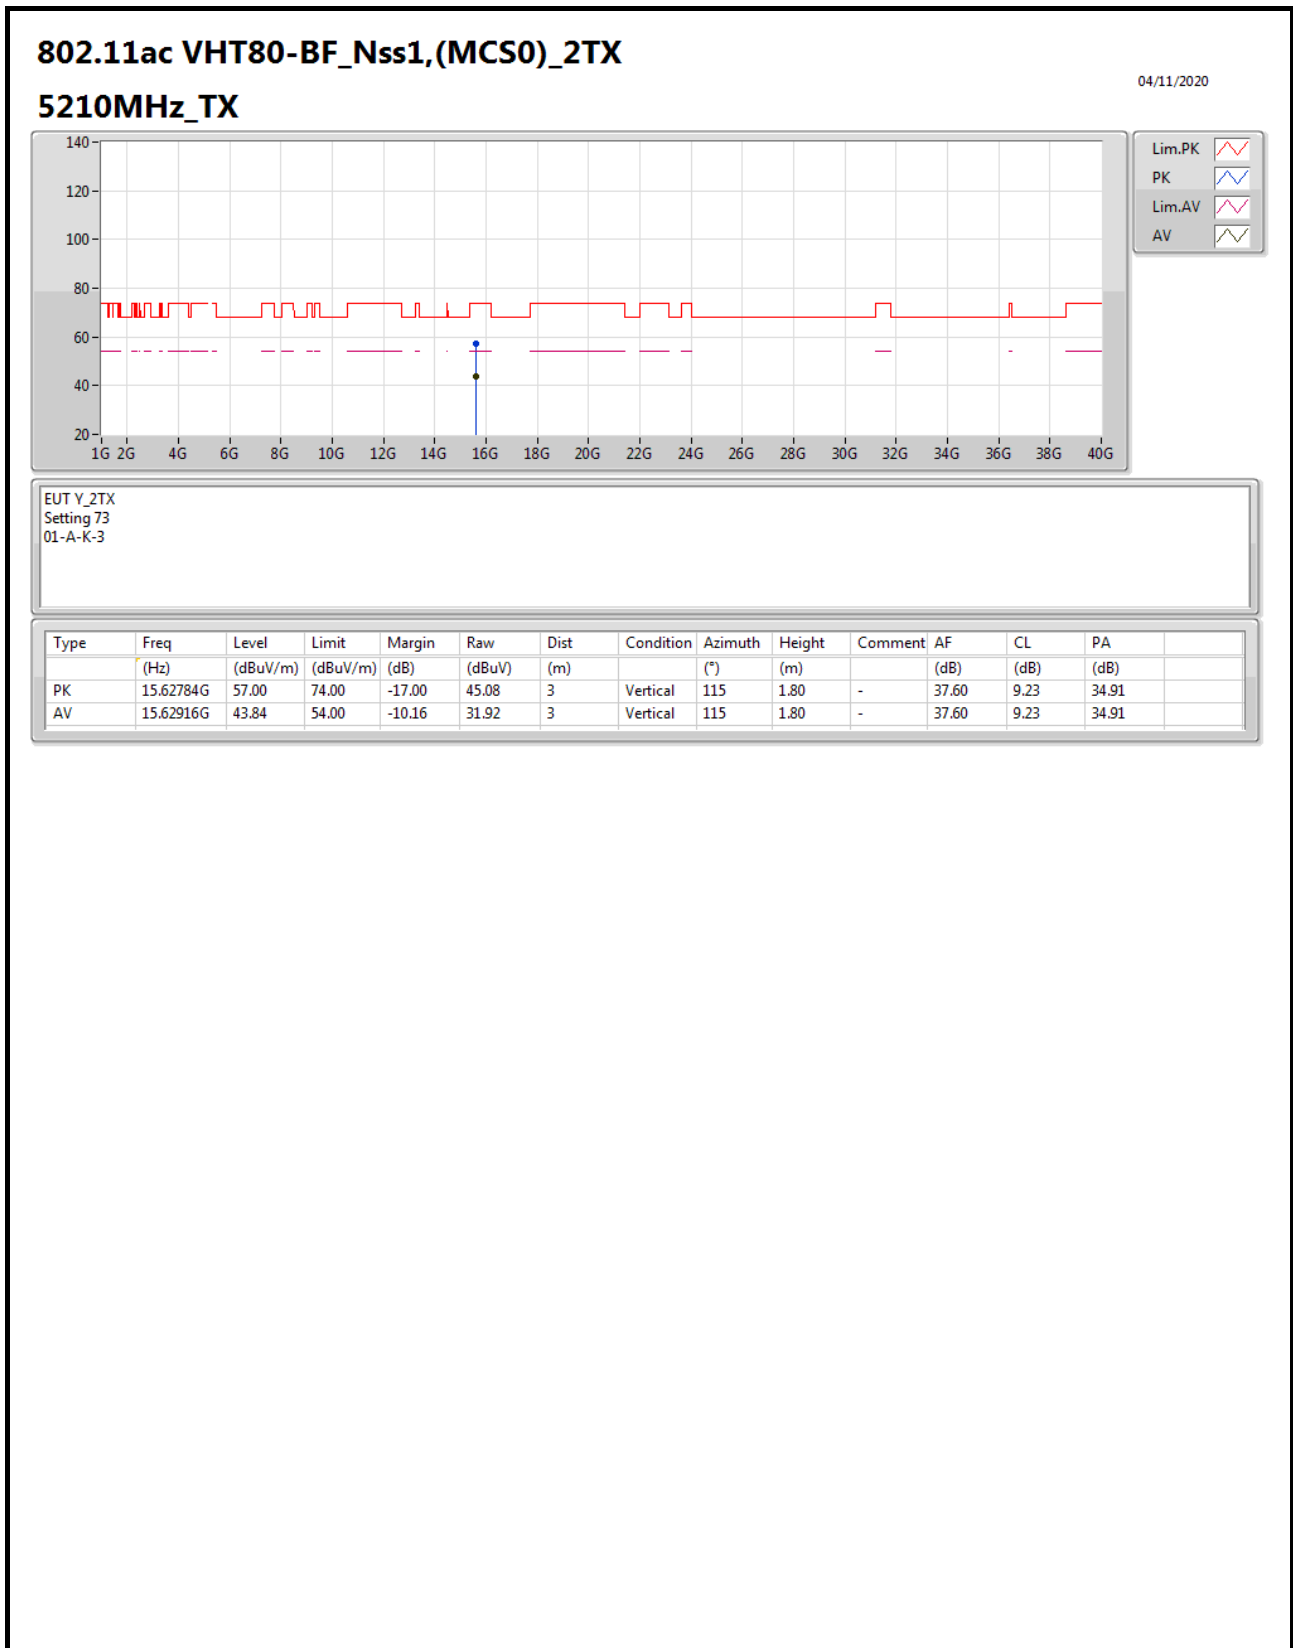 802.11ac VHT80-BF_Nss1,(MCS0)_2TX
04/11/2020
5210MHz_TX
140
120
100
80
60
40
20
1G 2G 4G 6G 8G 10G 12G 14G 16G 18G 20G 22G 24G 26G 28G 30G 32G 34G 36G 38G 40G
Lim.PK
PK
Lim.AV
AV
EUT Y_2TX
Setting 73
01-A-K-3
Type Freq Level Limit Margin Raw Dist Condition Azimuth Height Comment AF CL PA
(Hz) (dBuV/m) (dBuV/m) (dB) (dBuV) (m) (°) (m) (dB) (dB) (dB)
PK 15.62784G 57.00 74.00 -17.00 45.08 3 Vertical 115 1.80 - 37.60 9.23 34.91
AV 15.62916G 43.84 54.00 -10.16 31.92 3 Vertical 115 1.80 - 37.60 9.23 34.91